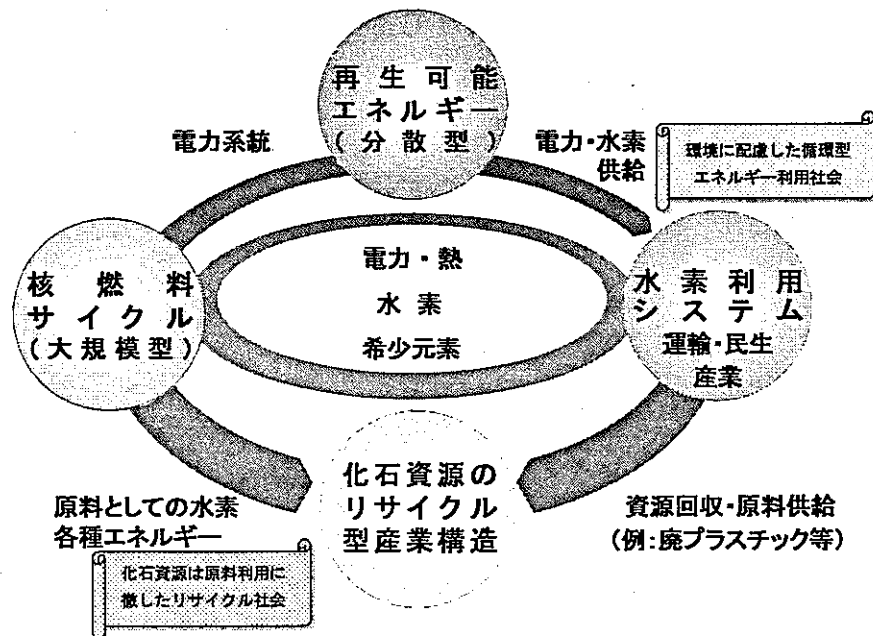 再生可能
エネルギー
(分散型)
電力系統
電力・水素
供給
環境に配慮した循環型
エネルギー利用社会
核燃料
サイクル
(大規模型)
電力・熱
水素
希少元素
水素利用
システム
運輸・民生
産業
化石資源の
リサイクル
型産業構造
原料としての水素
各種エネルギー
資源回収・原料供給
(例:廃プラスチック等)
化石資源は原料利用に
徹したリサイクル社会